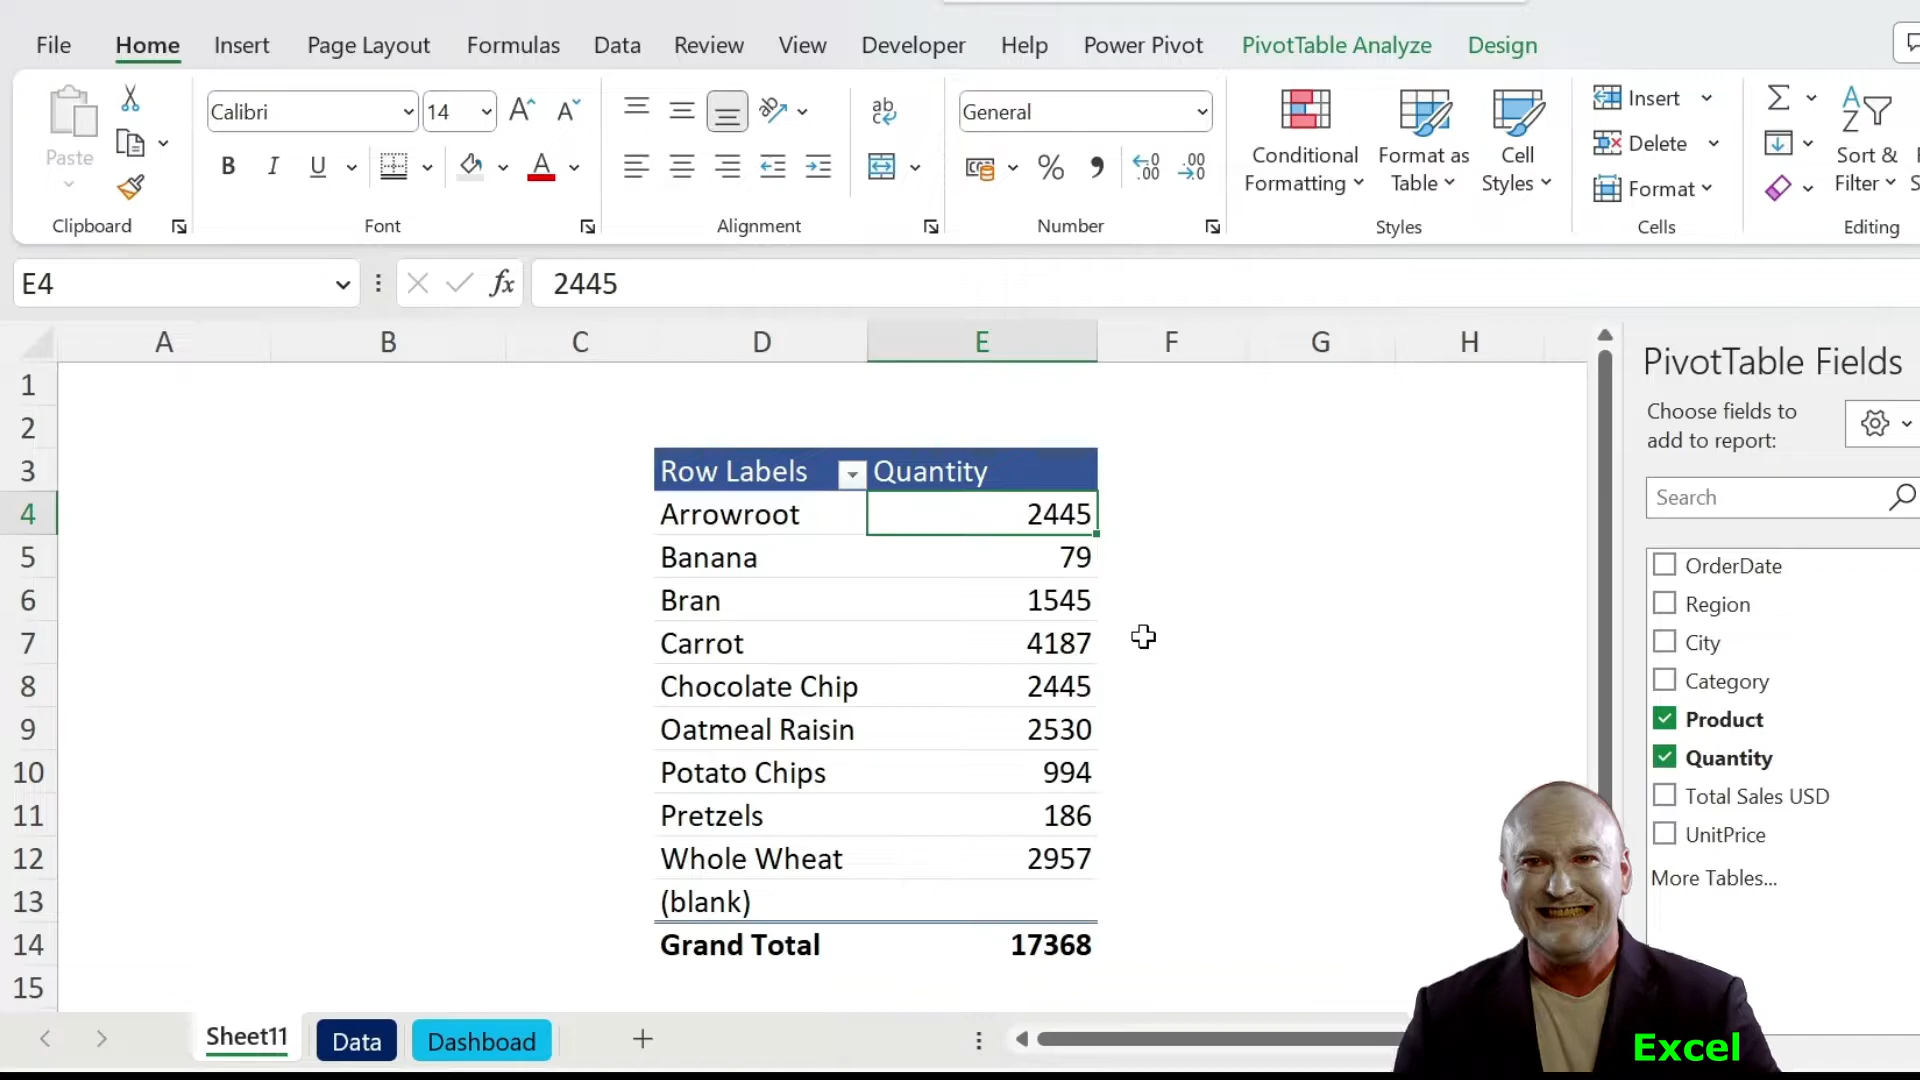 File Home Insert Page Layout Formulas Data Review View Developer Help Power Pivot PivotTable Analyze Design
Paste
Clipboard
Calibri 14
B I U A
Font
ab
c
Alignment
General
% , .00
Number
Conditional
Formatting
Format as
Table
Cell
Styles
Styles
Insert
Delete
Format
Cells
Σ A
Z
Sort &
Filter
Editing
E4 fx 2445
A B C D E F G H
1
2
3 Row Labels Quantity
4 Arrowroot 2445
5 Banana 79
6 Bran 1545
7 Carrot 4187
8 Chocolate Chip 2445
9 Oatmeal Raisin 2530
10 Potato Chips 994
11 Pretzels 186
12 Whole Wheat 2957
13 (blank)
14 Grand Total 17368
15
PivotTable Fields
Choose fields to
add to report:
Search
OrderDate
Region
City
Category
Product
Quantity
Total Sales USD
UnitPrice
More Tables...
Sheet11 Data Dashboad
Excel